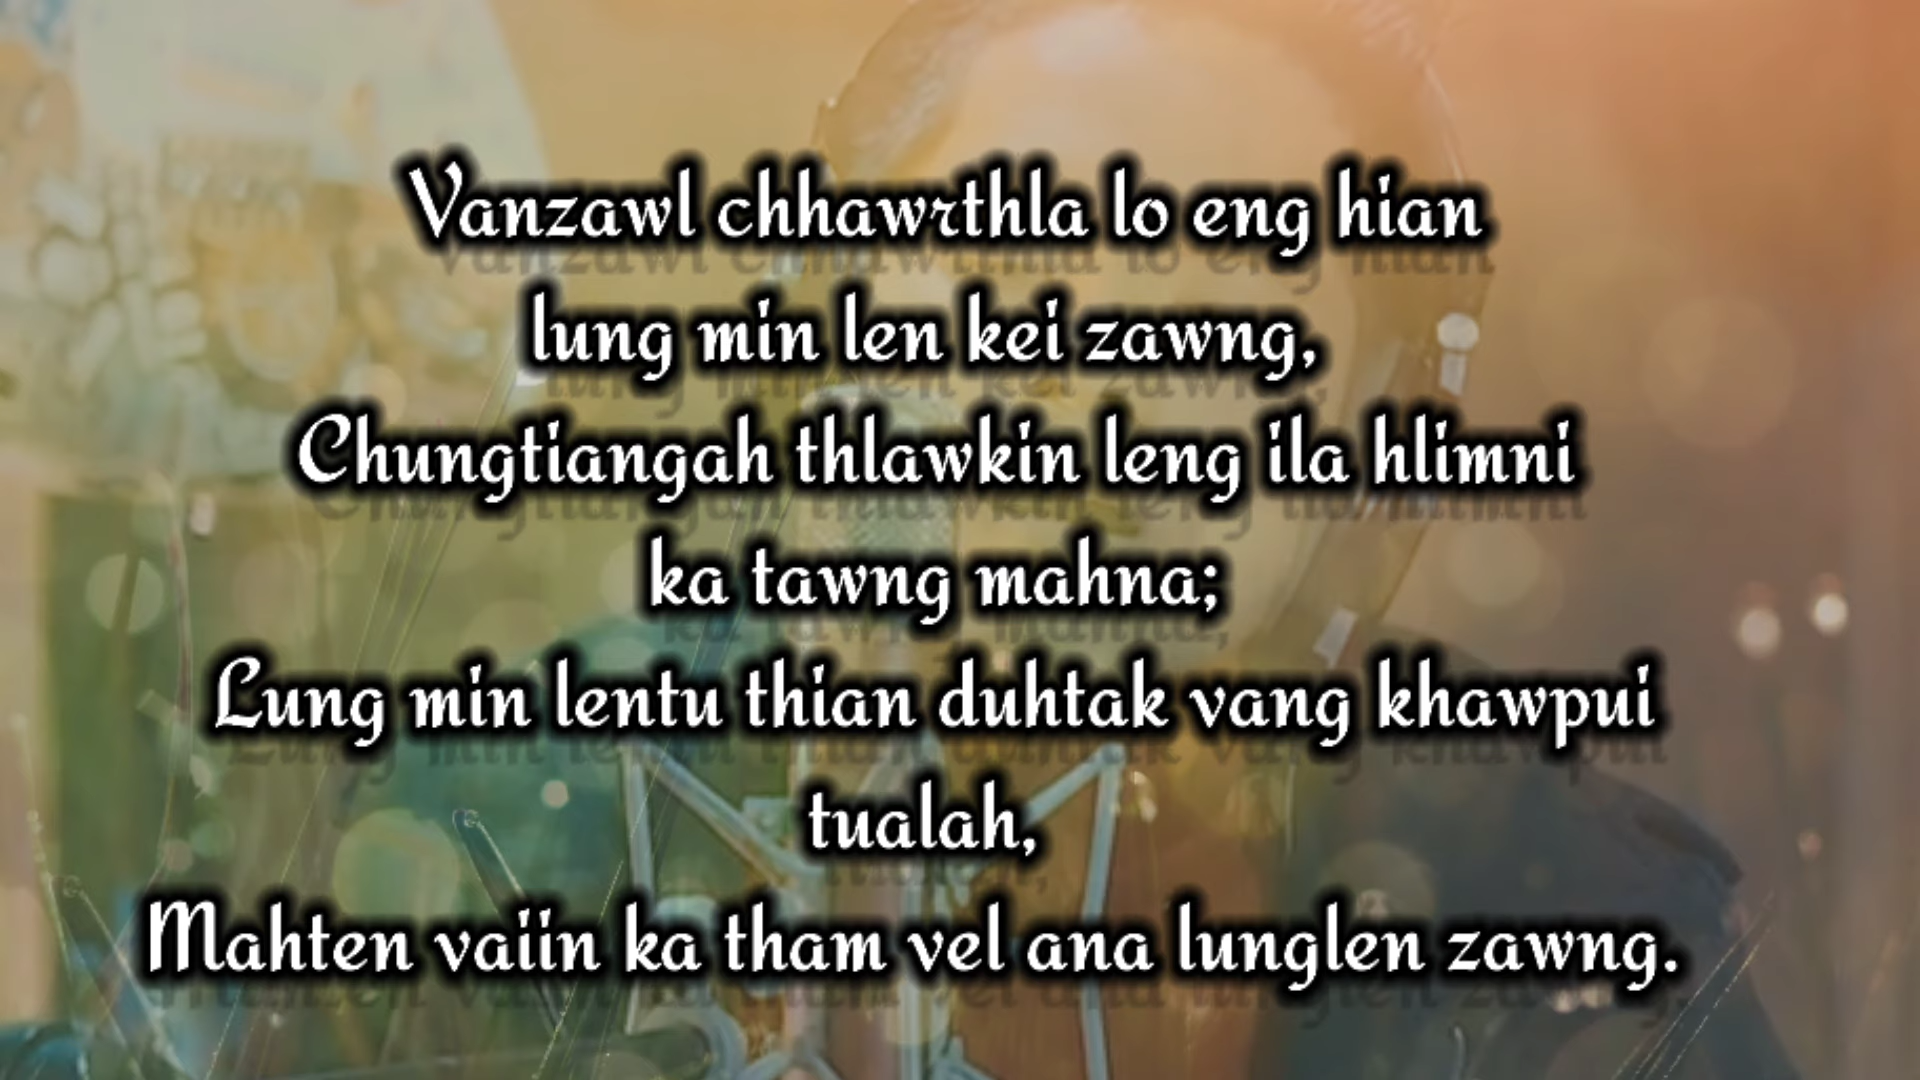 Vanzawl chhawrthla lo eng hian
lung min len kei zawng,
Chungtiangah thlawkin leng ila hlimni
ka tawng mahna;
Lung min lentu thian duhtak vang khawpui
tualah,
Mahten vaiin ka tham vel ana lunglen zawng.